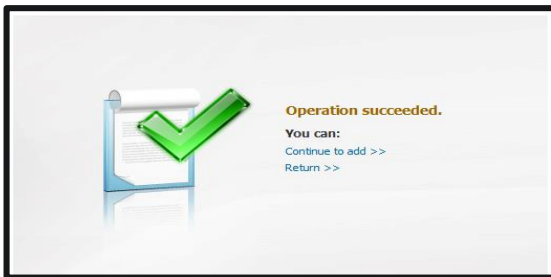 Operation succeeded.
You can:
Continue to add >>
Return >>